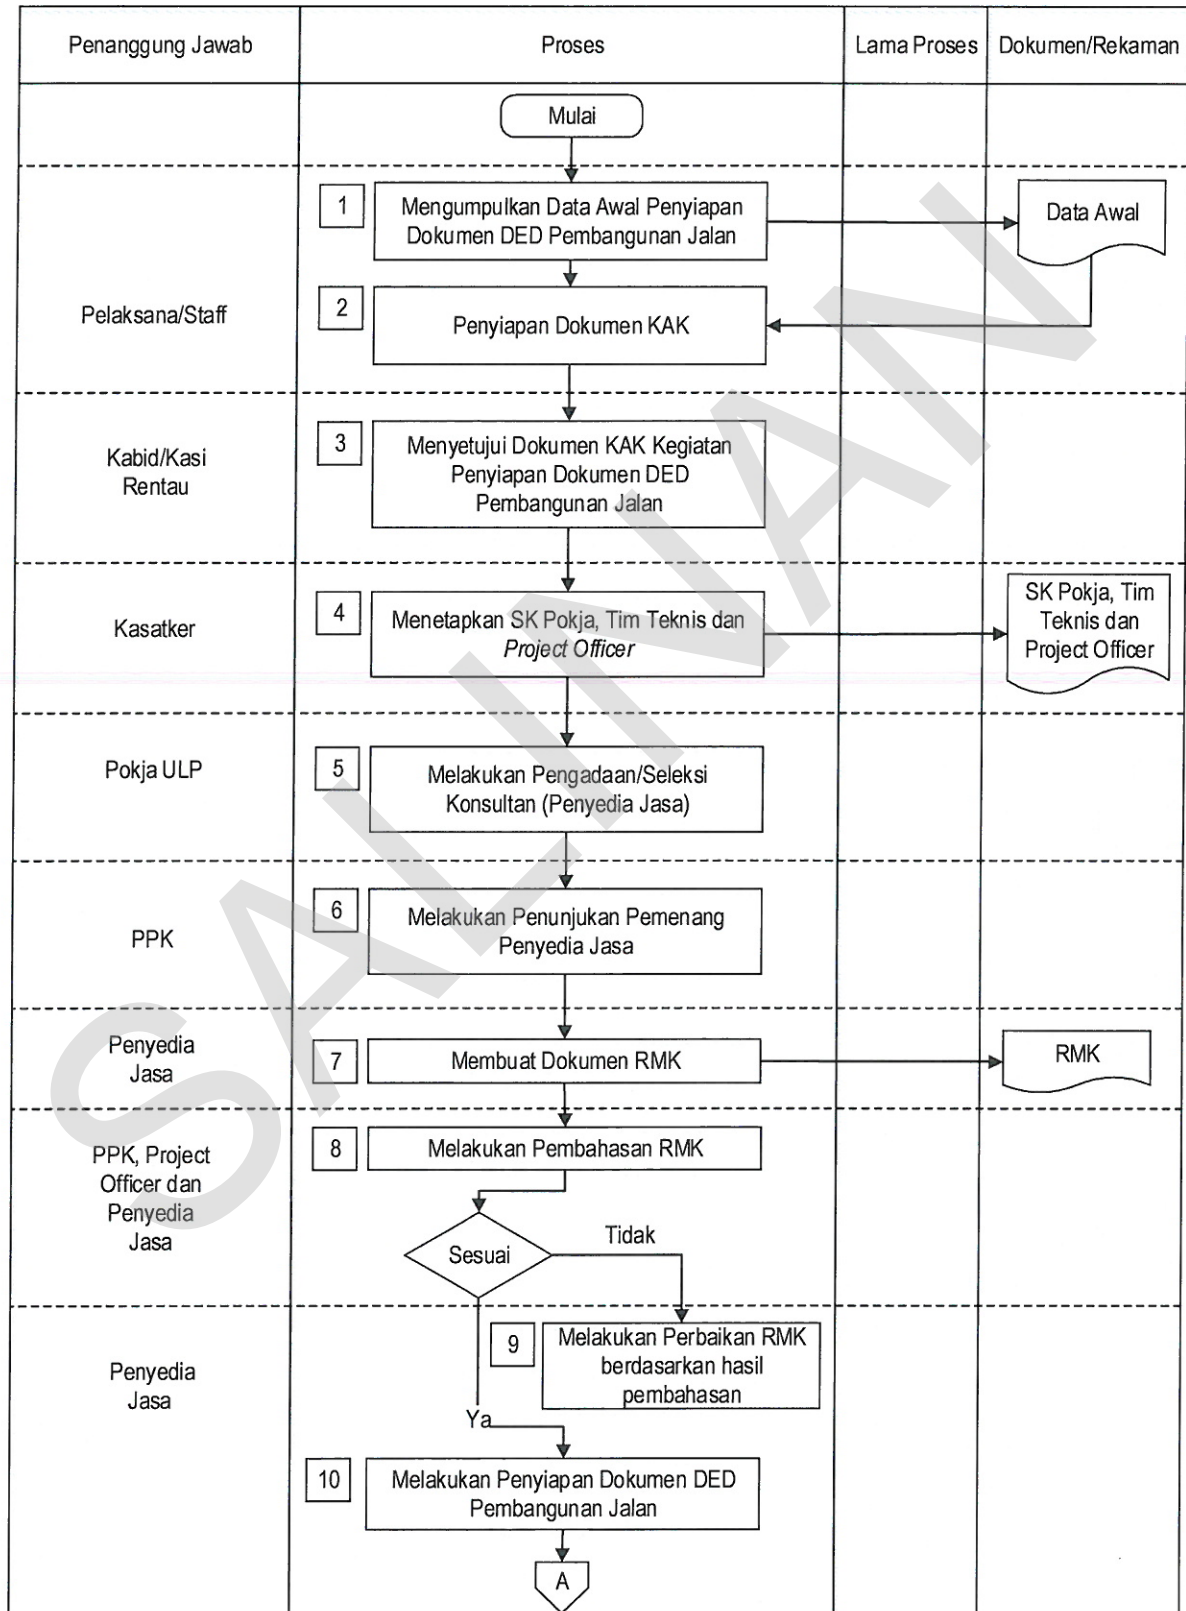 Penanggung Jawab
Proses
Lama Proses
Dokumen/Rekaman
Mulai
Pelaksana/Staff
1
Mengumpulkan Data Awal Penyiapan
Dokumen DED Pembangunan Jalan
Data Awal
2
Penyiapan Dokumen KAK
Kabid/Kasi
Rentau
3
Menyetujui Dokumen KAK Kegiatan
Penyiapan Dokumen DED
Pembangunan Jalan
Kasatker
4
Menetapkan SK Pokja, Tim Teknis dan
Project Officer
SK Pokja, Tim
Teknis dan
Project Officer
Pokja ULP
5
Melakukan Pengadaan/Seleksi
Konsultan (Penyedia Jasa)
PPK
6
Melakukan Penunjukan Pemenang
Penyedia Jasa
Penyedia
Jasa
7
Membuat Dokumen RMK
RMK
PPK, Project
Officer dan
Penyedia
Jasa
8
Melakukan Pembahasan RMK
Sesuai
Tidak
Penyedia
Jasa
9
Melakukan Perbaikan RMK
berdasarkan hasil
pembahasan
Ya
10
Melakukan Penyiapan Dokumen DED
Pembangunan Jalan
A
SALINAN